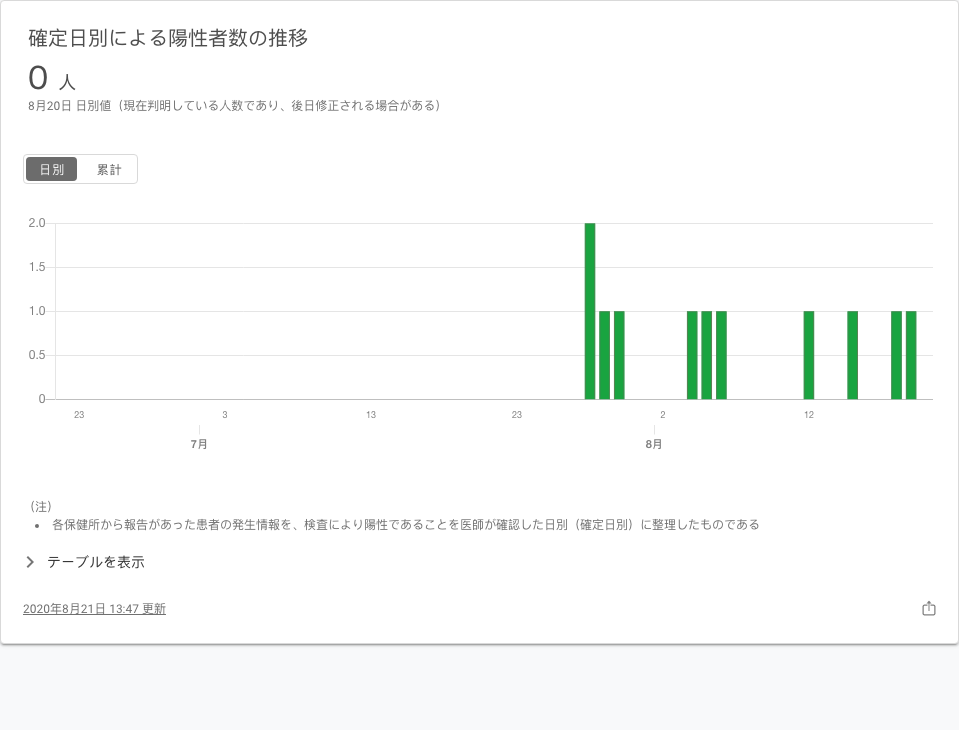 確定日別による陽性者数の推移
0 人
8月20日 日別値（現在判明している人数であり、後日修正される場合がある）
日別 累計
2.0
1.5
1.0
0.5
0
23 3 13 23 2 12
7月 8月
（注）
• 各保健所から報告があった患者の発生情報を、検査により陽性であることを医師が確認した日別（確定日別）に整理したものである
テーブルを表示
2020年8月21日 13:47 更新